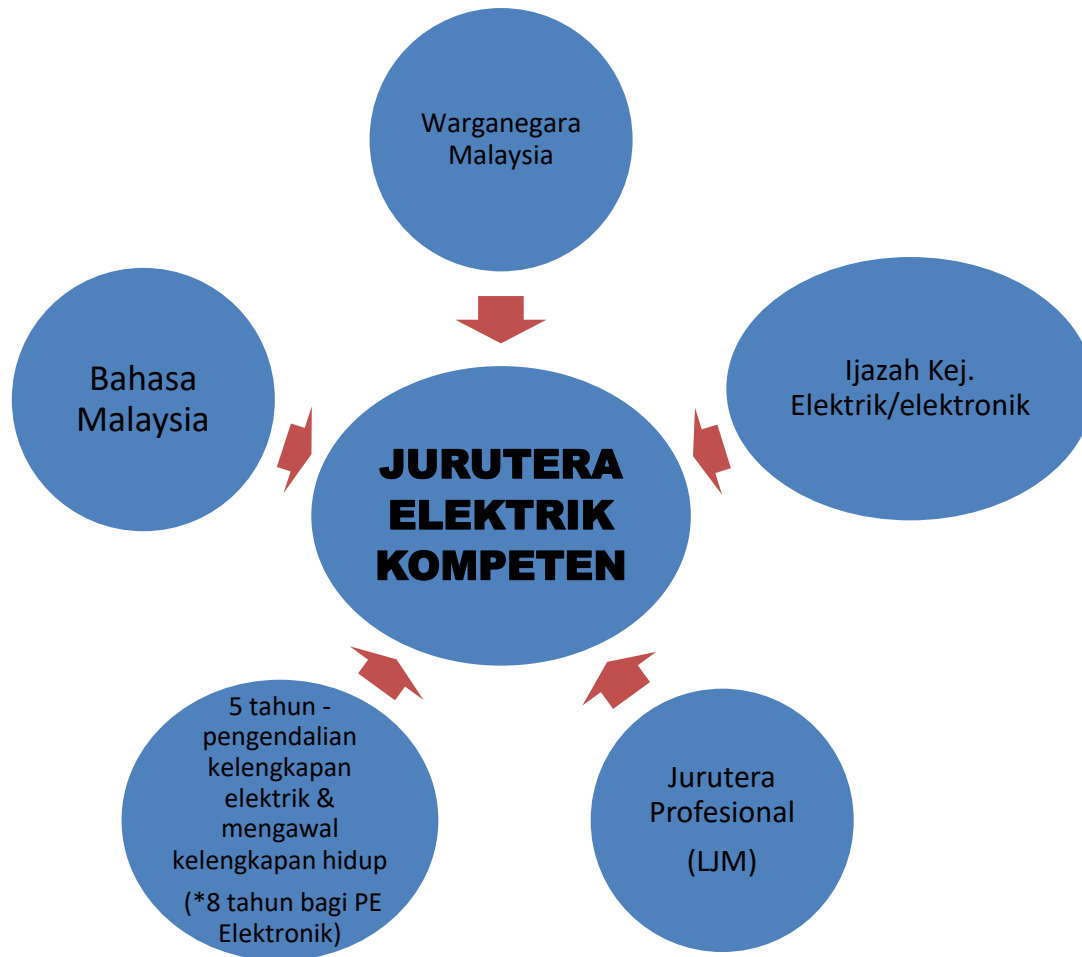 Warganegara
Malaysia
Bahasa
Malaysia
Ijazah Kej.
Elektrik/elektronik
JURUTERA
ELEKTRIK
KOMPETEN
5 tahun -
pengendalian
kelengkapan
elektrik &
mengawal
kelengkapan hidup
(*8 tahun bagi PE
Elektronik)
Jurutera
Profesional
(LJM)